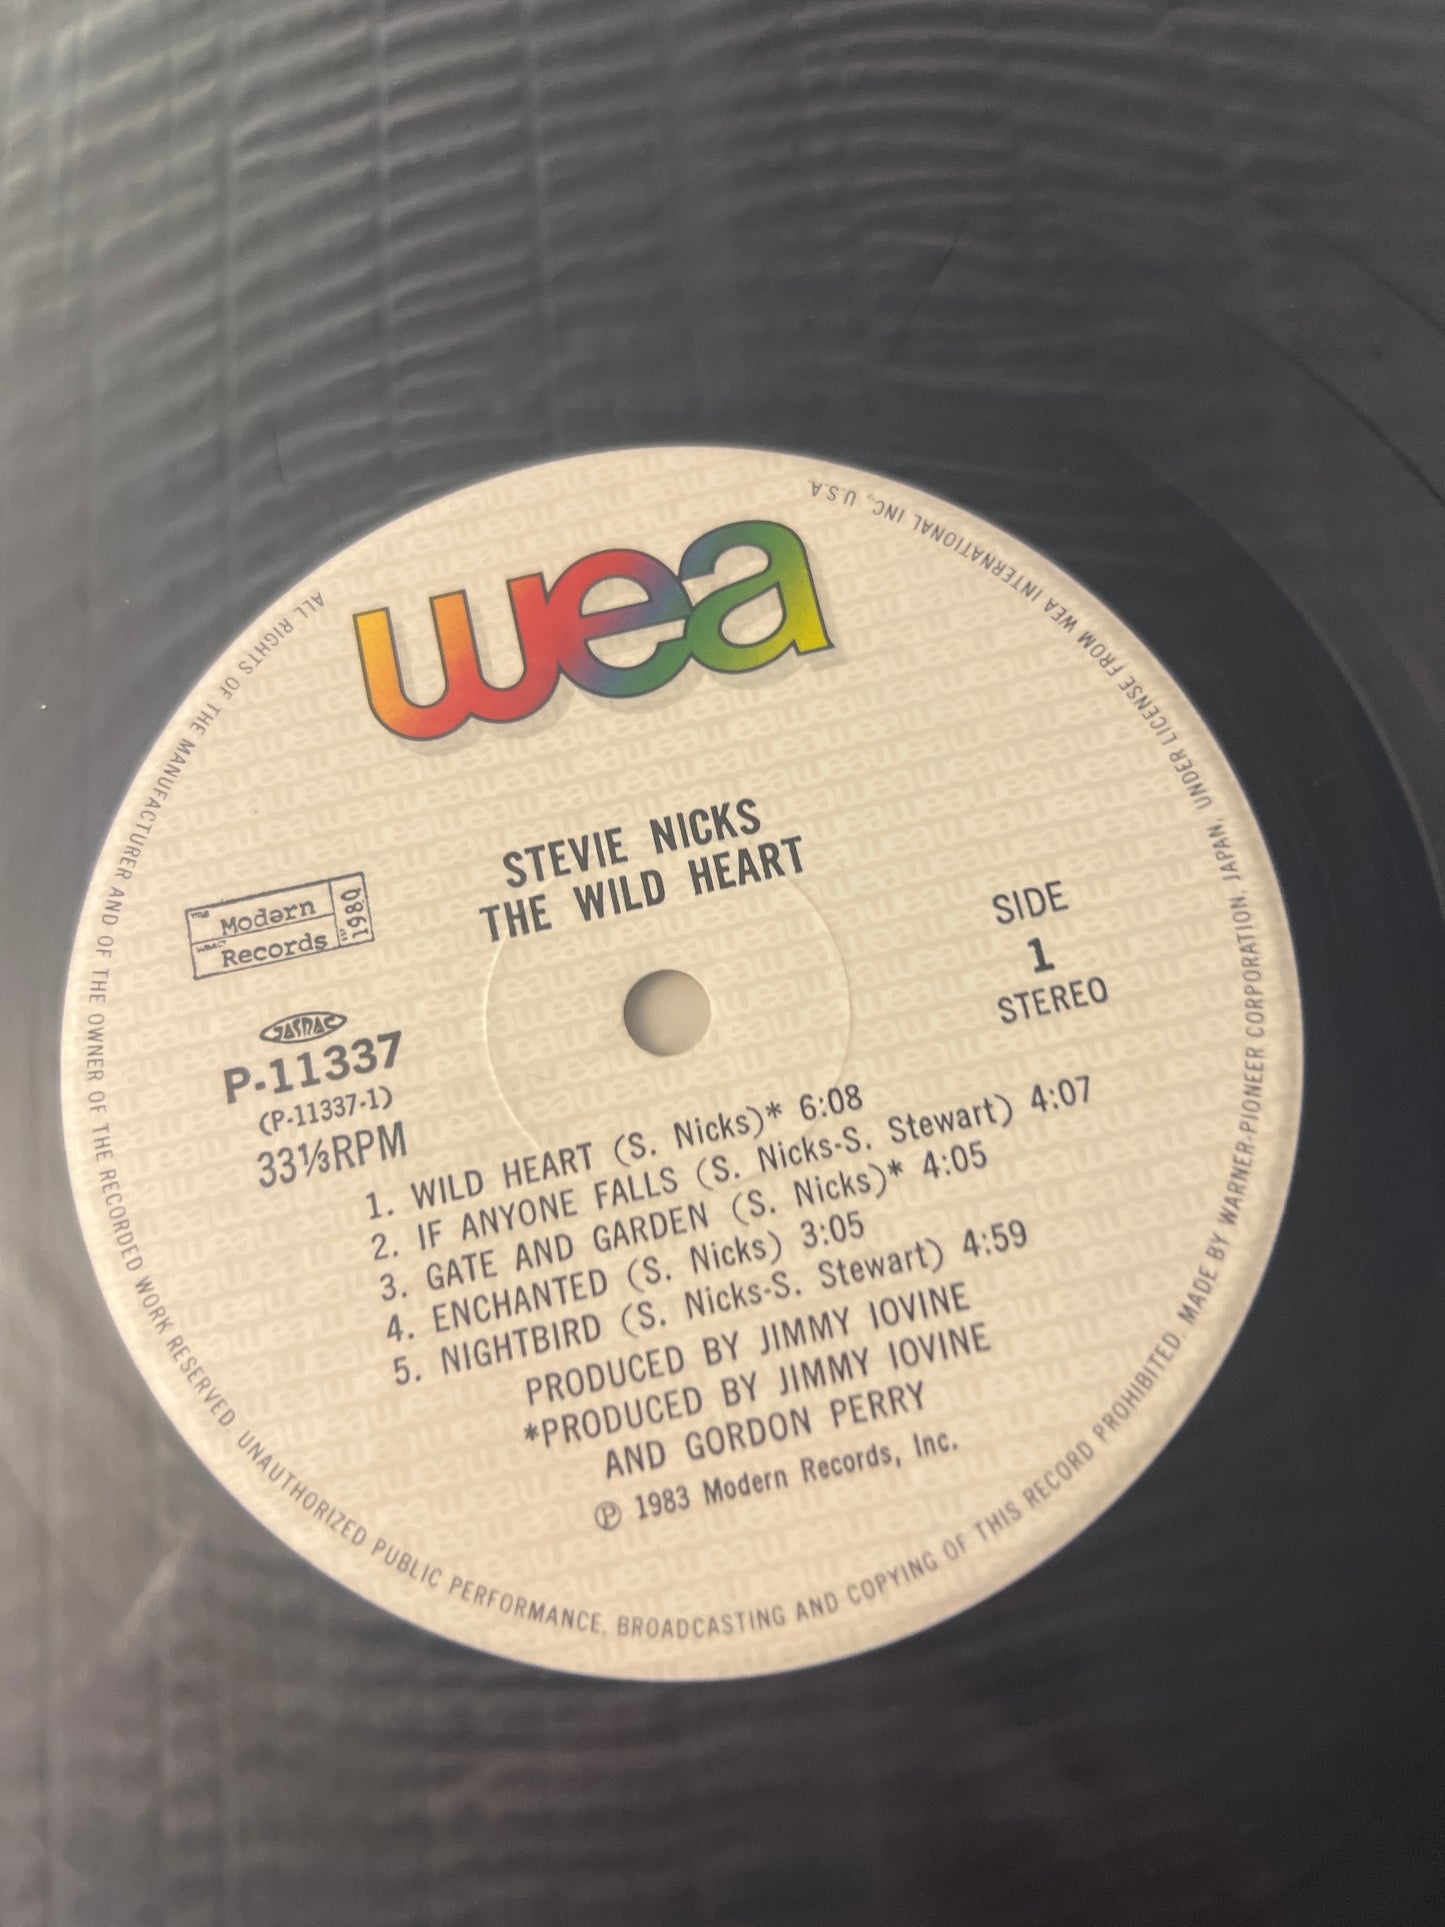 wea
STEVIE NICKS
THE WILD HEART
Modern
Records
1980
SIDE
1
STEREO
JASRAC
P-11337
(P-11337-1)
33⅓RPM
1. WILD HEART (S. Nicks)* 6:08
2. IF ANYONE FALLS (S. Nicks-S. Stewart) 4:07
3. GATE AND GARDEN (S. Nicks)* 4:05
4. ENCHANTED (S. Nicks) 3:05
5. NIGHTBIRD (S. Nicks-S. Stewart) 4:59
PRODUCED BY JIMMY IOVINE
*PRODUCED BY JIMMY IOVINE
AND GORDON PERRY
Ⓟ 1983 Modern Records, Inc.
ALL RIGHTS OF THE MANUFACTURER AND OF THE OWNER OF THE RECORDED WORK RESERVED. UNAUTHORIZED PUBLIC PERFORMANCE, BROADCASTING AND COPYING OF THIS RECORD PROHIBITED. MADE BY WARNER-PIONEER CORPORATION, JAPAN, UNDER LICENSE FROM WEA INTERNATIONAL INC., U.S.A.